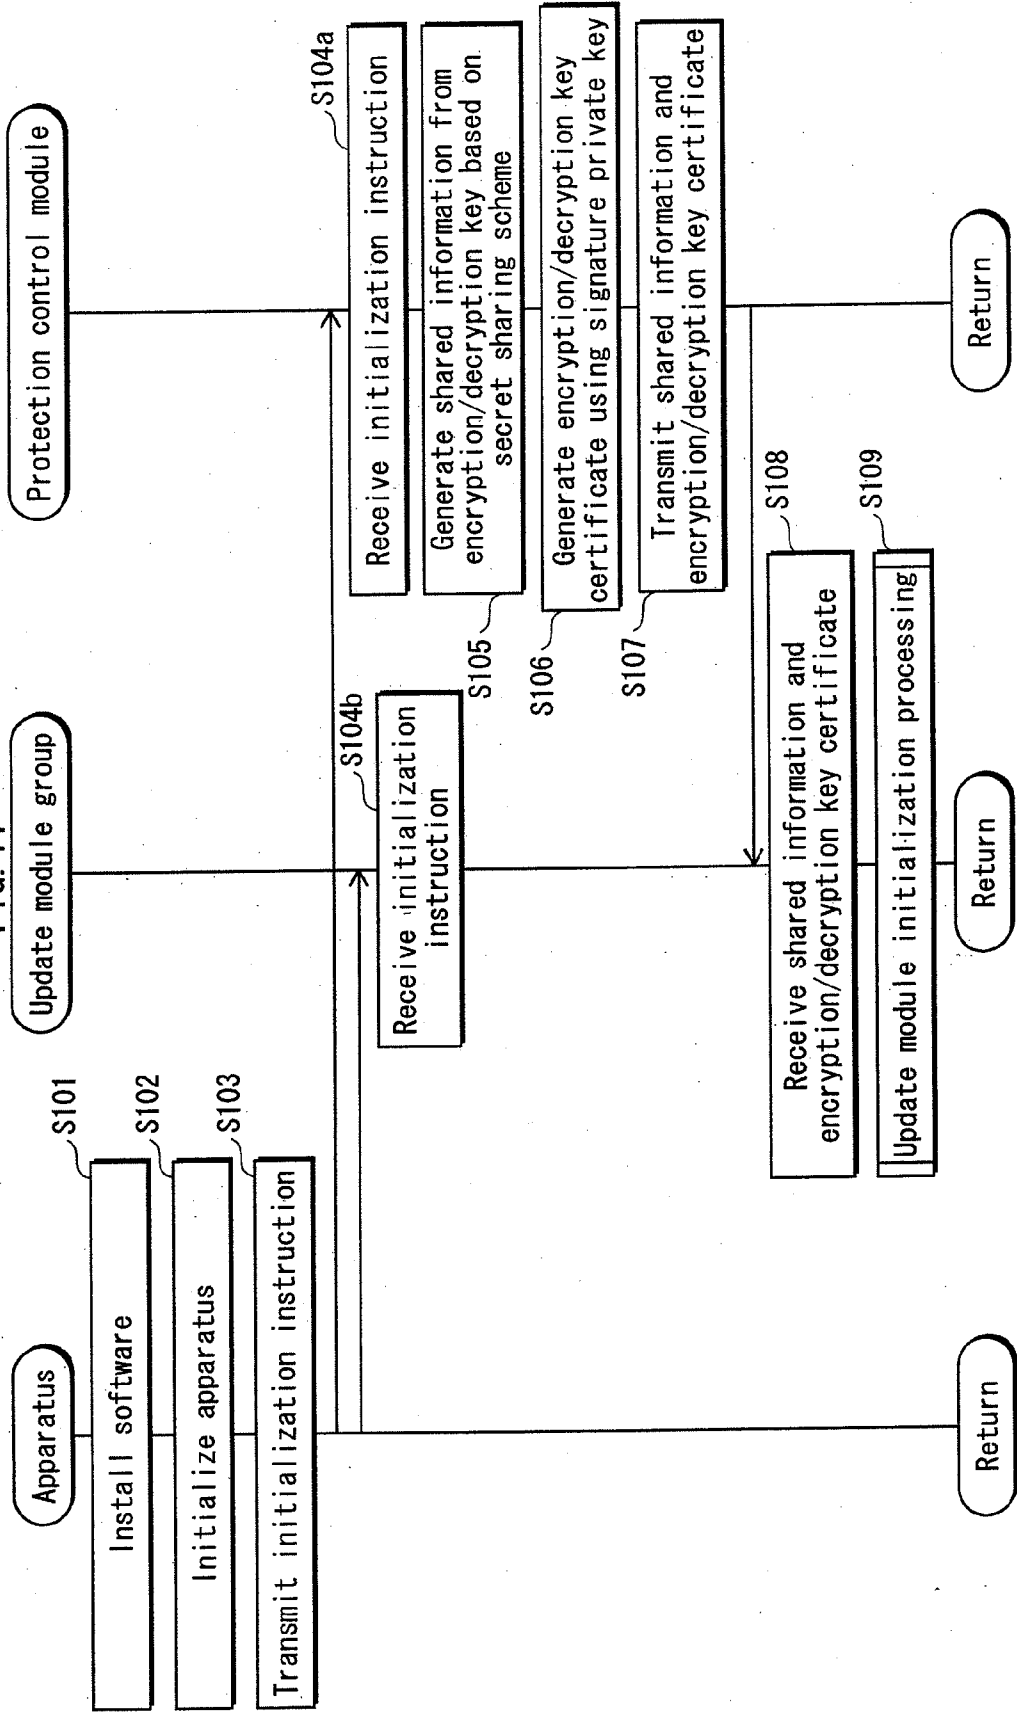 Apparatus
Install software
S101
Initialize apparatus
S102
Transmit initialization instruction
S103
Return
Update module group
S104b
Receive initialization
instruction
Receive shared information and
encryption/decryption key certificate
S108
Update module initialization processing
S109
Return
Protection control module
S104a
Receive initialization instruction
Generate shared information from
encryption/decryption key based on
secret sharing scheme
S105
Generate encryption/decryption key
certificate using signature private key
S106
Transmit shared information and
encryption/decryption key certificate
S107
Return